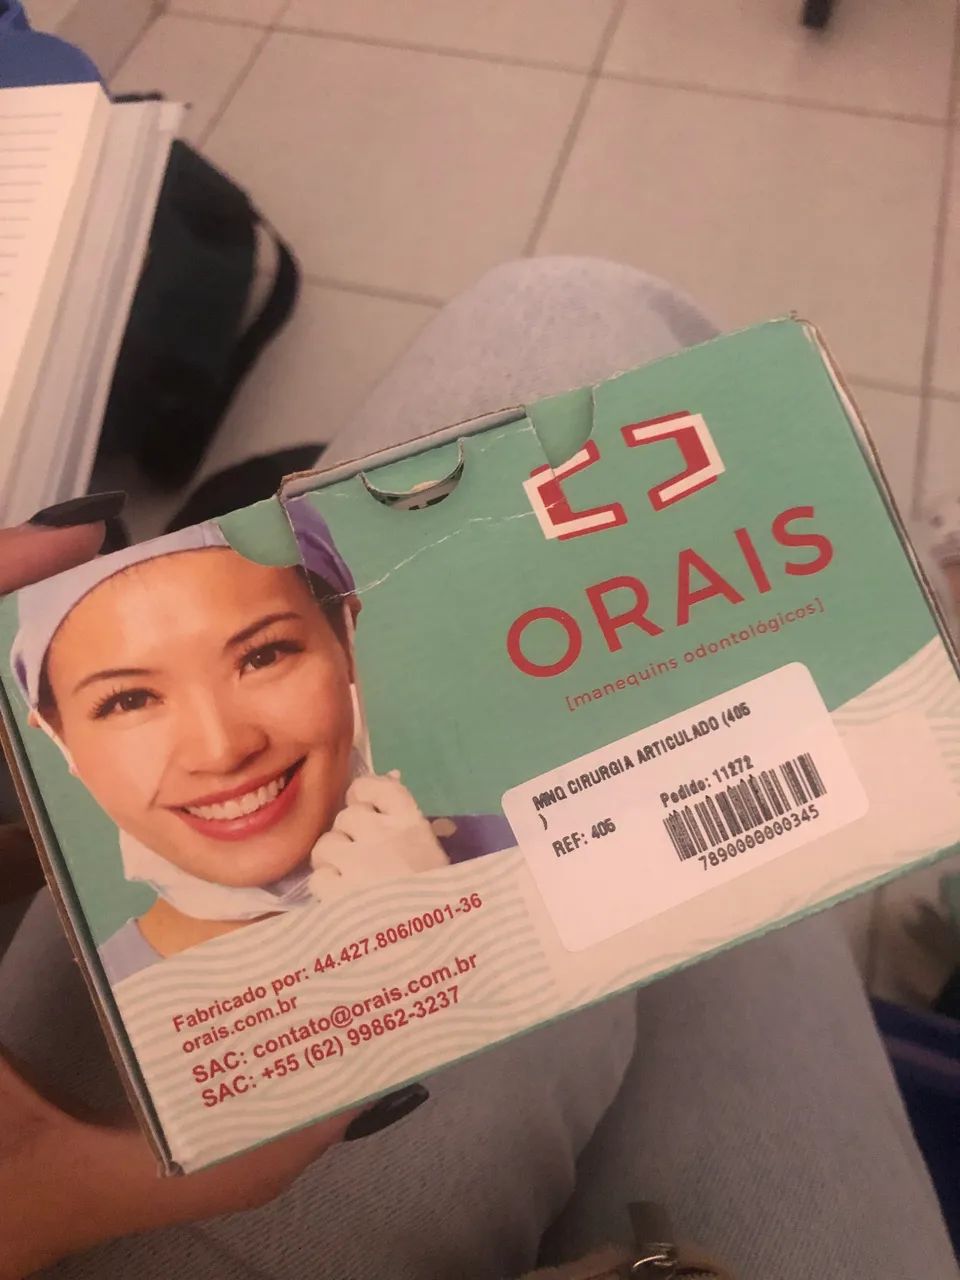 ORAIS
[manequins odontológicos]
MNQ CIRURGIA ARTICULADO (405
)
Pedido: 11272
REF: 405
7890000000345
Fabricado por: 44.427.806/0001-36
orais.com.br
SAC: contato@orais.com.br
SAC: +55 (62) 99862-3237